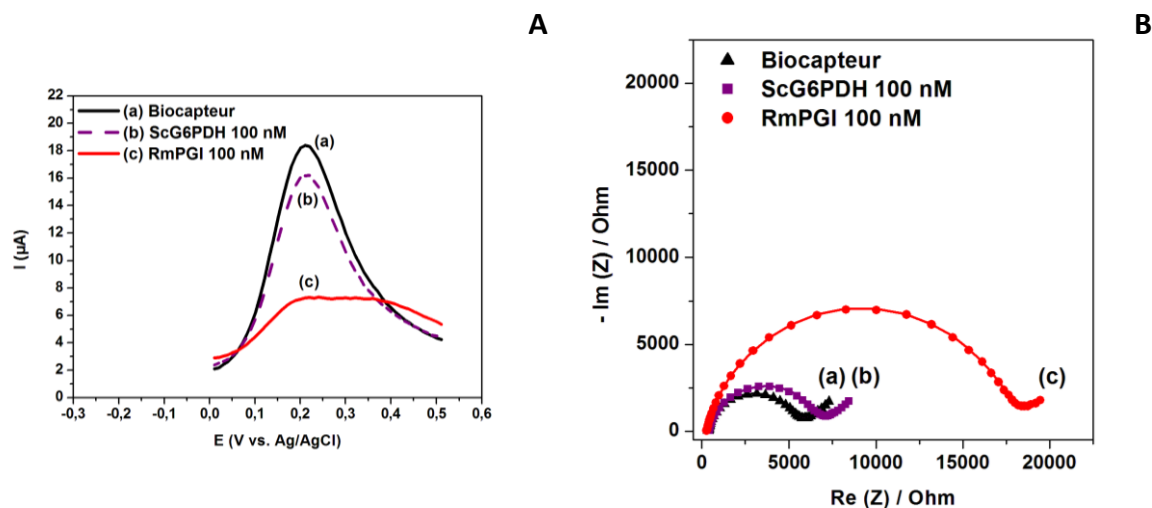 A
22
20
18
16
14
12
10
8
6
4
2
0
I (µA)
(a) Biocapteur
(b) ScG6PDH 100 nM
(c) RmPGI 100 nM
(a)
(b)
(c)
-0,3 -0,2 -0,1 0,0 0,1 0,2 0,3 0,4 0,5 0,6
E (V vs. Ag/AgCl)
B
20000
15000
10000
5000
0
- Im (Z) / Ohm
Biocapteur
ScG6PDH 100 nM
RmPGI 100 nM
(a) (b) (c)
0 5000 10000 15000 20000
Re (Z) / Ohm